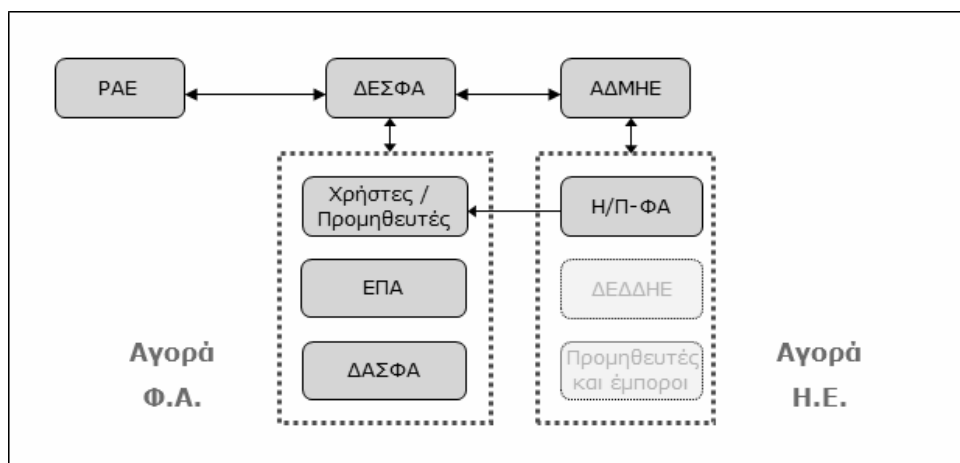 ΡΑΕ
ΔΕΣΦΑ
ΑΔΜΗΕ
Χρήστες /
Προμηθευτές
Η/Π-ΦΑ
ΕΠΑ
ΔΕΔΔΗΕ
ΔΑΣΦΑ
Προμηθευτές
και έμποροι
Αγορά
Φ.Α.
Αγορά
Η.Ε.